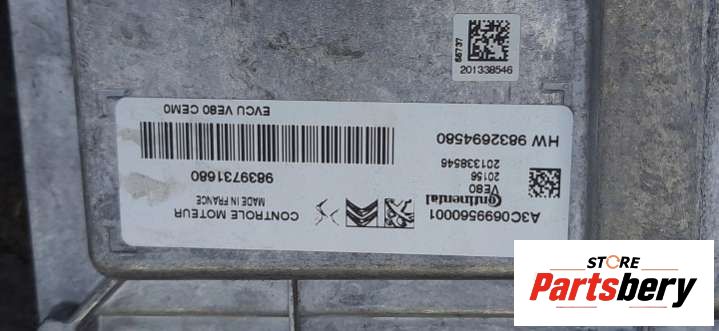 66737
201338546
A3C0699560001
Continental
VE80
20156
201338546
HW 9832694580
CONTROLE MOTEUR
MADE IN FRANCE
9839731680
EVCU VE80 CEM0
STORE
Partsbery